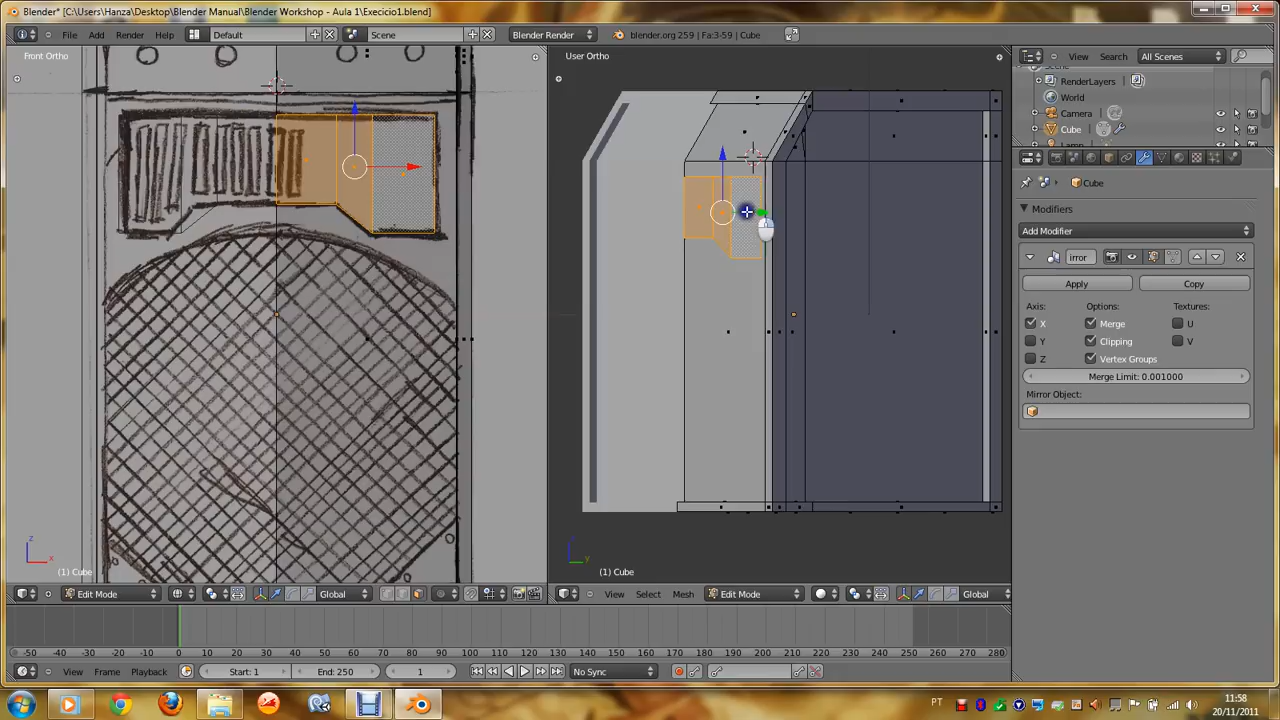 Blender* [C:\Users\Hanza\Desktop\Blender Manual\Blender Workshop - Aula 1\Execicio1.blend]
File Add Render Help Default Scene Blender Render blender.org 259 | Fa:3-59 | Cube
View Search All Scenes
Front Ortho
User Ortho
RenderLayers
World
Camera
Cube
Lamp
Cube
Modifiers
Add Modifier
irror
Apply Copy
Axis: Options: Textures:
X Merge U
Y Clipping V
Z Vertex Groups
Merge Limit: 0.001000
Mirror Object:
z
x
y
(1) Cube
(1) Cube
Edit Mode Global
View Select Mesh Edit Mode Global
-50 -40 -30 -20 -10 0 10 20 30 40 50 60 70 80 90 100 110 120 130 140 150 160 170 180 190 200 210 220 230 240 250 260 270 280 290
View Frame Playback Start: 1 End: 250 1 No Sync
PT
11:58
20/11/2011